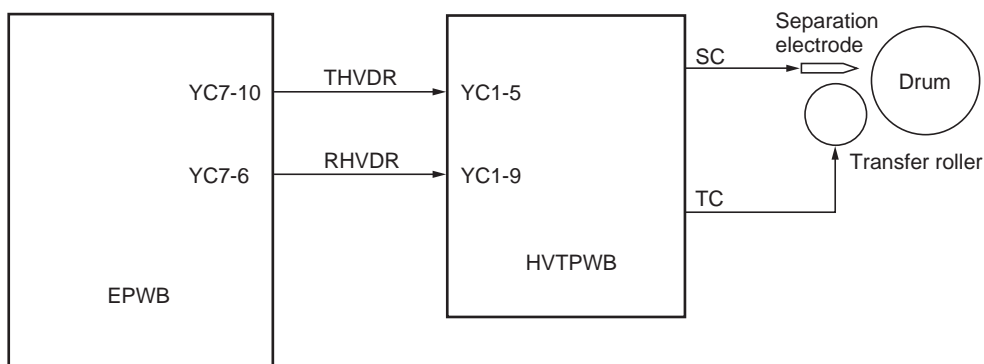 Separation
electrode
SC
Drum
THVDR
YC7-10
YC1-5
RHVDR
YC7-6
YC1-9
Transfer roller
TC
HVTPWB
EPWB